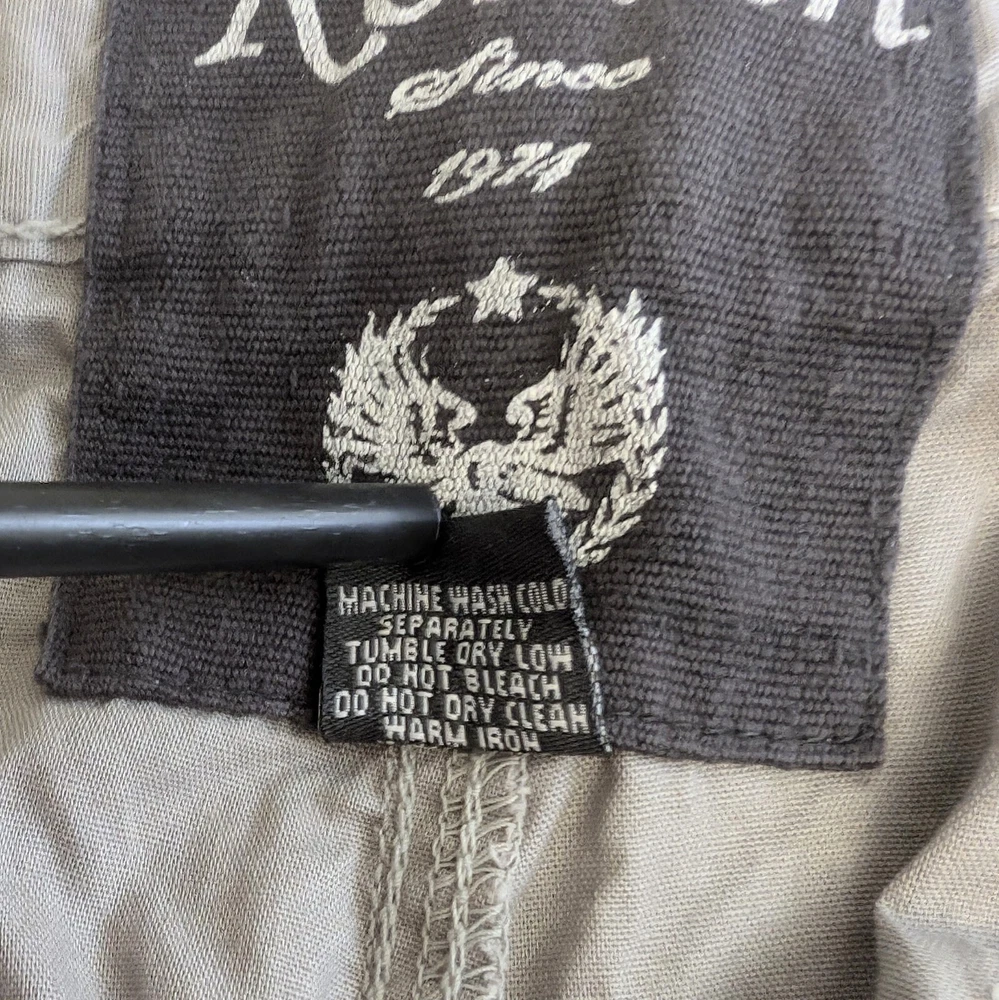 Since
1974
MACHINE WASH COLD
SEPARATELY
TUMBLE DRY LOW
DO NOT BLEACH
DO NOT DRY CLEAN
WARM IRON